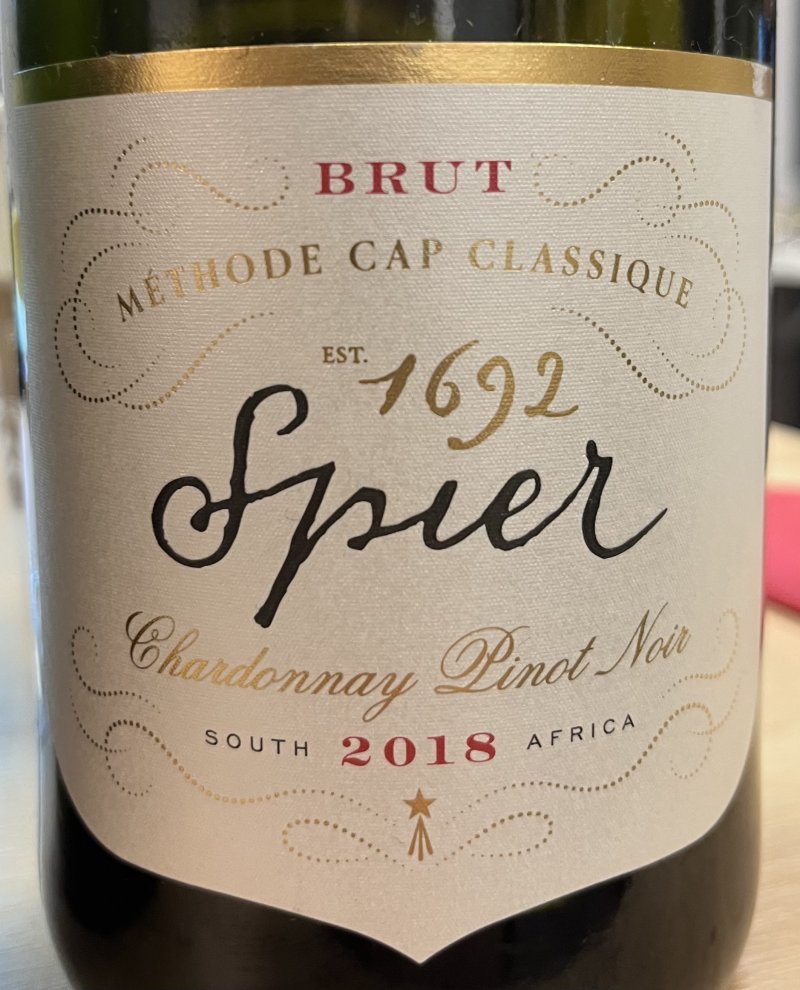 BRUT
MÉTHODE CAP CLASSIQUE
EST. 1692
Spier
Chardonnay Pinot Noir
SOUTH 2018 AFRICA